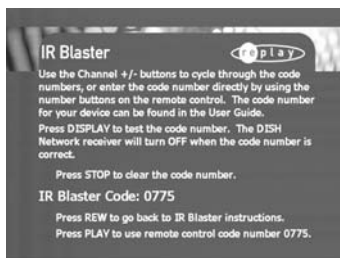 IR Blaster
replay
Use the Channel +/- buttons to cycle through the code
numbers, or enter the code number directly by using the
number buttons on the remote control. The code number
for your device can be found in the User Guide.
Press DISPLAY to test the code number. The DISH
Network receiver will turn OFF when the code number is
correct.
Press STOP to clear the code number.
IR Blaster Code: 0775
Press REW to go back to IR Blaster instructions.
Press PLAY to use remote control code number 0775.